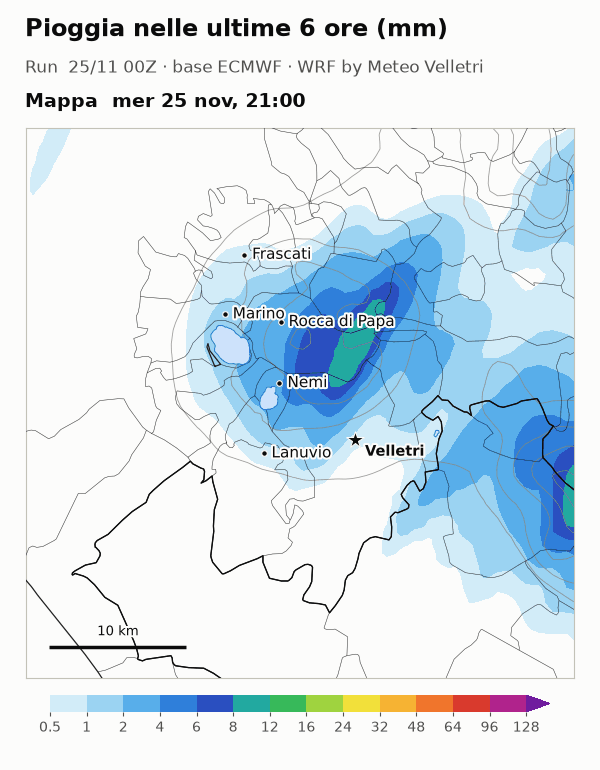 Pioggia nelle ultime 6 ore (mm)
Run  25/11 00Z · base ECMWF · WRF by Meteo Velletri
Mappa  mer 25 nov, 21:00
Frascati
Marino
Rocca di Papa
Nemi
Lanuvio
Velletri
10 km
0.5 1 2 4 6 8 12 16 24 32 48 64 96 128